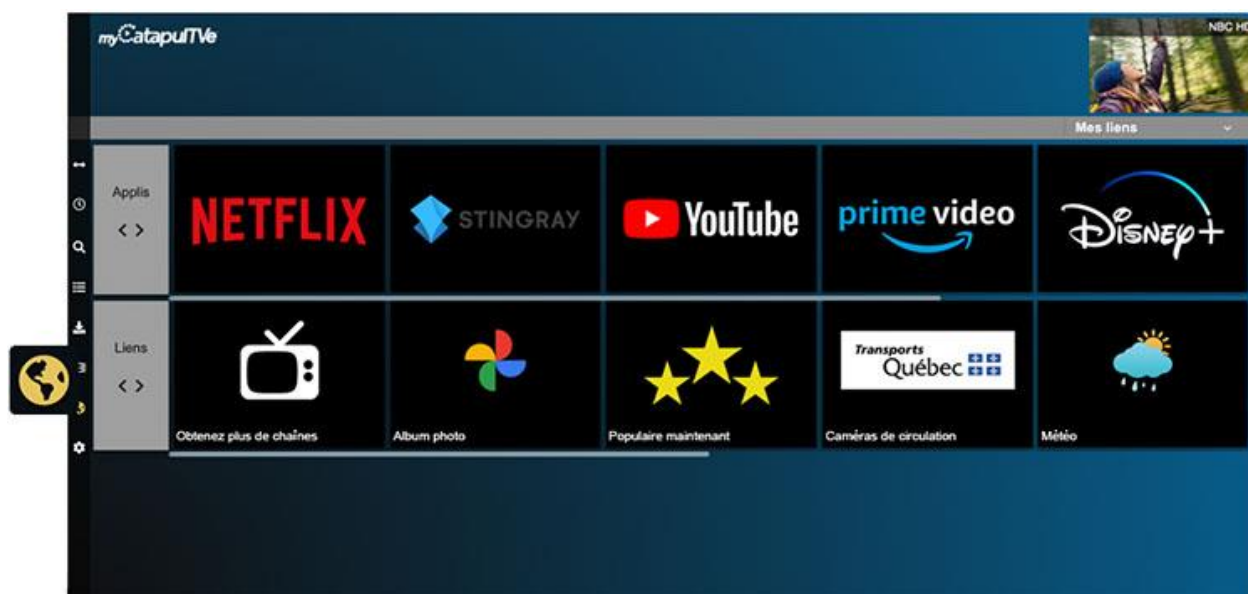 myCatapulTVe
NBC HD
Mes liens
Applis
NETFLIX
STINGRAY
YouTube
prime video
Disney+
Liens
Transports
Québec
Obtenez plus de chaînes
Album photo
Populaire maintenant
Caméras de circulation
Météo